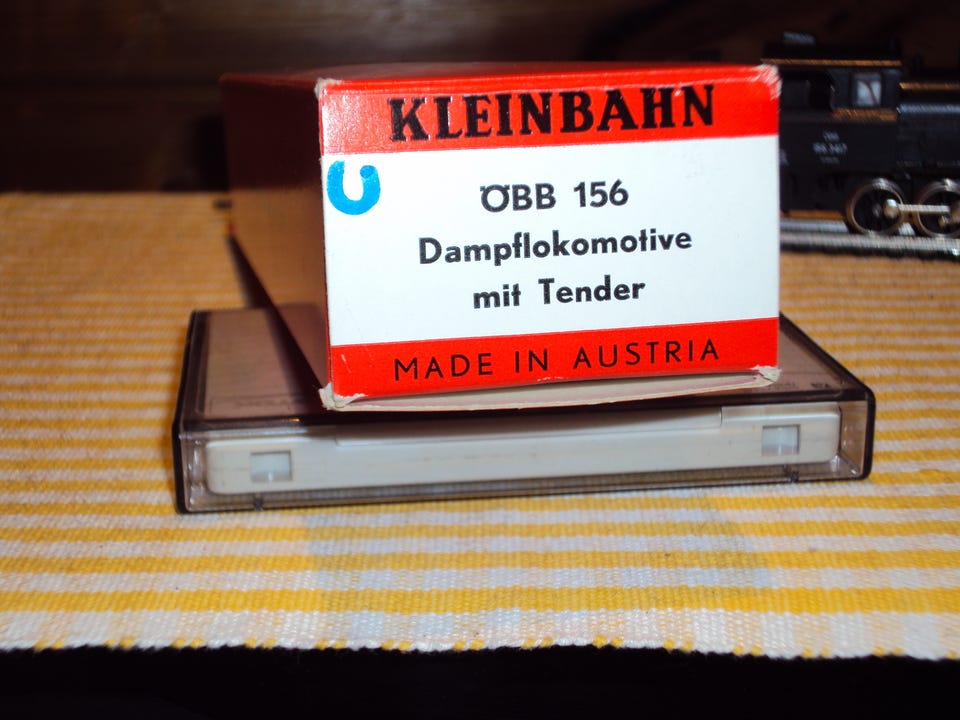 KLEINBAHN
ÖBB 156
Dampflokomotive
mit Tender
MADE IN AUSTRIA